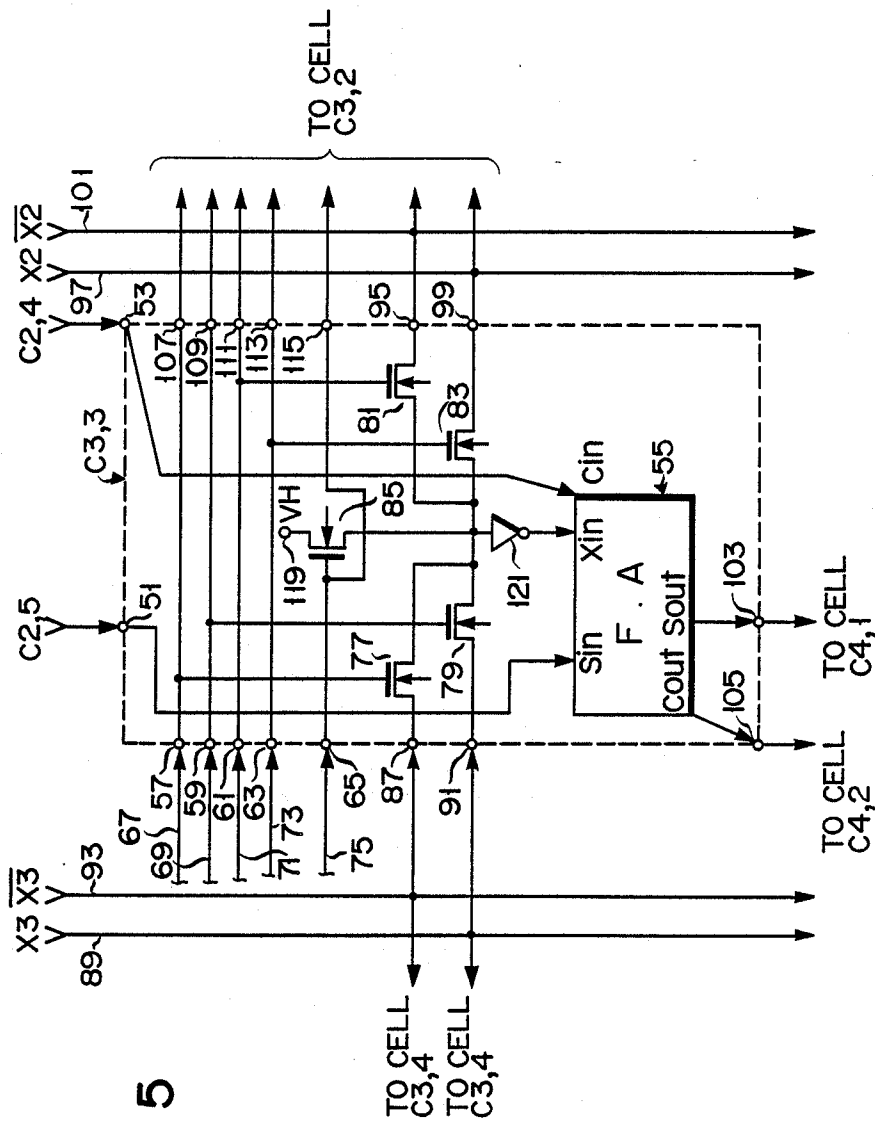 5
X3
X̅3̅
89
93
C2,5
C2,4
X2
X̅2̅
97
101
51
C3,3
53
67
69
71
73
75
57
59
61
63
65
87
91
107
109
111
113
115
95
99
77
79
81
83
85
119
VH
121
TO CELL
C3,4
TO CELL
C3,4
TO CELL
C3,2
Sin
Xin
Cin
F . A
55
Cout
Sout
105
103
TO CELL
C4,2
TO CELL
C4,1